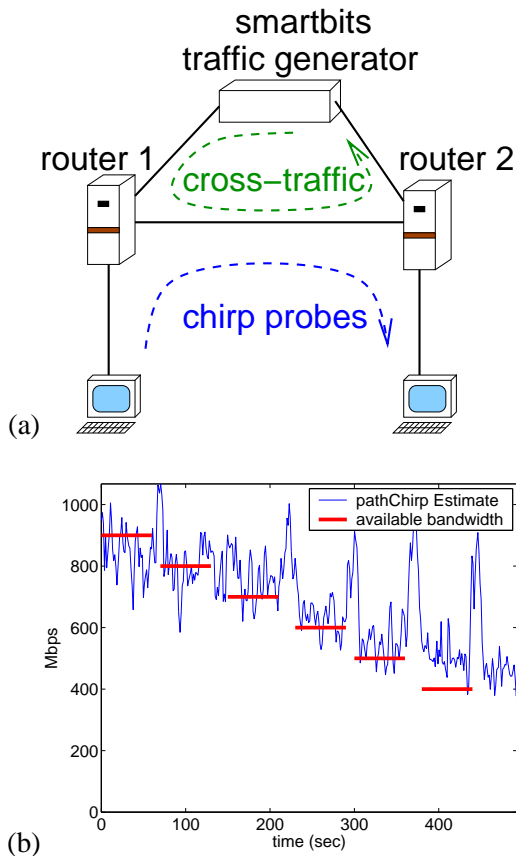 smartbits
traffic generator
router 1
router 2
cross−traffic
chirp probes
(a)
pathChirp Estimate
available bandwidth
1000
800
600
400
200
0
Mbps
0
100
200
300
400
time (sec)
(b)